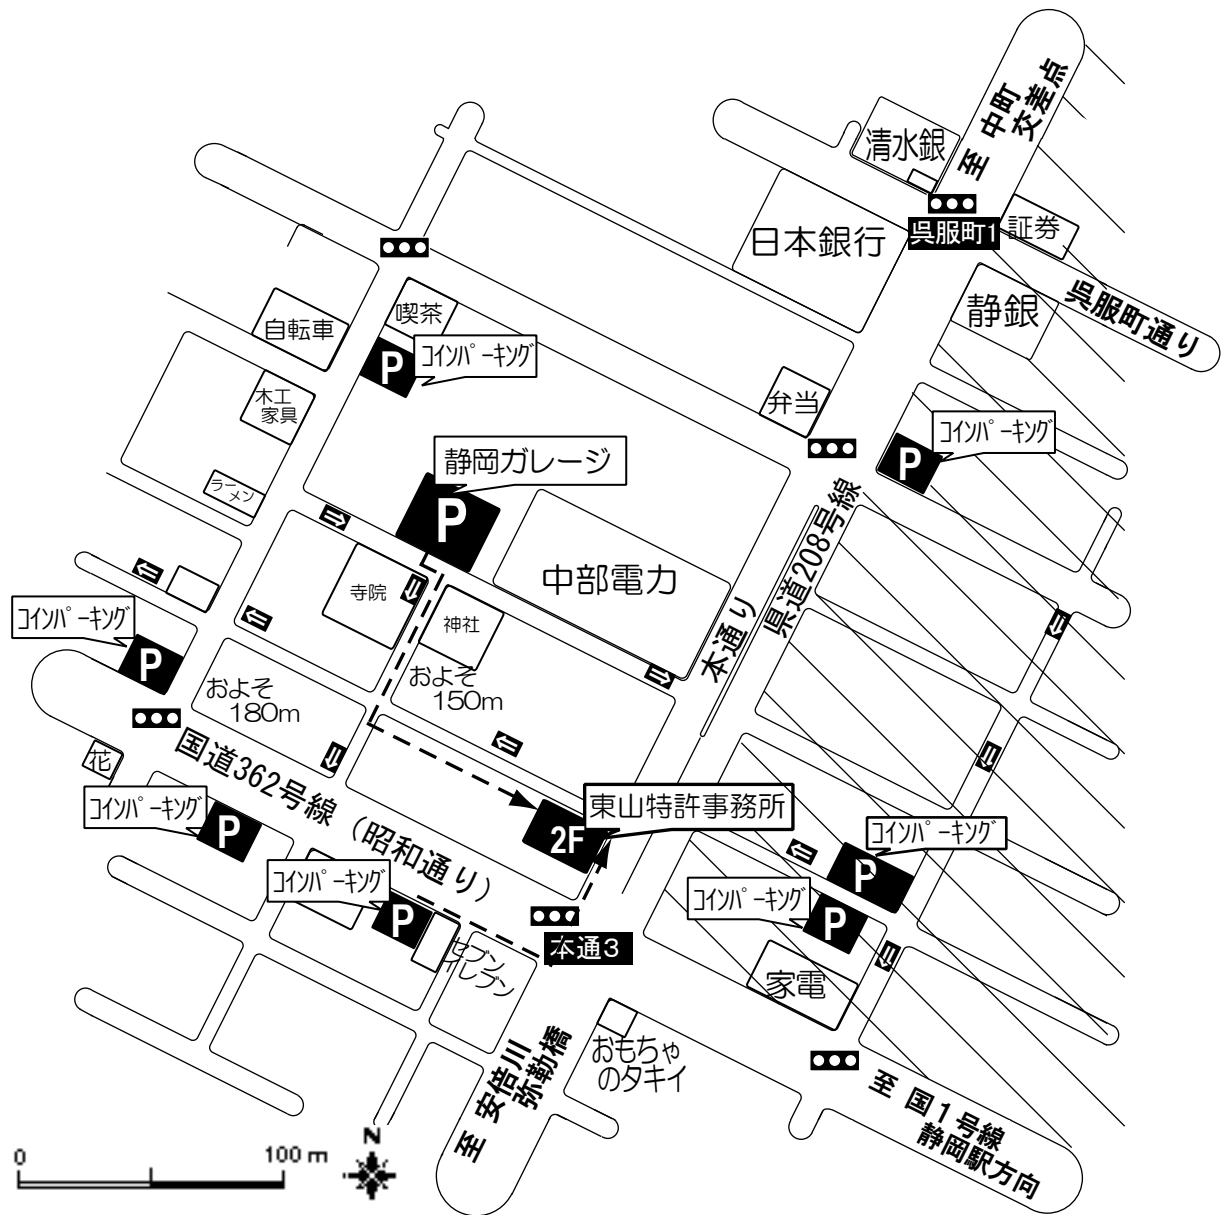 至 中町
交差点
清水銀
呉服町1
証券
日本銀行
静銀
呉服町通り
喫茶
自転車
P
コインパーキング
木工
家具
弁当
コインパーキング
P
静岡ガレージ
P
ラーメン
県道208号線
本通り
中部電力
寺院
神社
コインパーキング
P
およそ
180m
およそ
150m
国道362号線(昭和通り)
花
コインパーキング
P
東山特許事務所
2F
コインパーキング
P
コインパーキング
P
コインパーキング
P
セブン
イレブン
本通3
家電
おもちゃ
のタキイ
至 安倍川
弥勒橋
至 国1号線
静岡駅方向
0
100 m
N